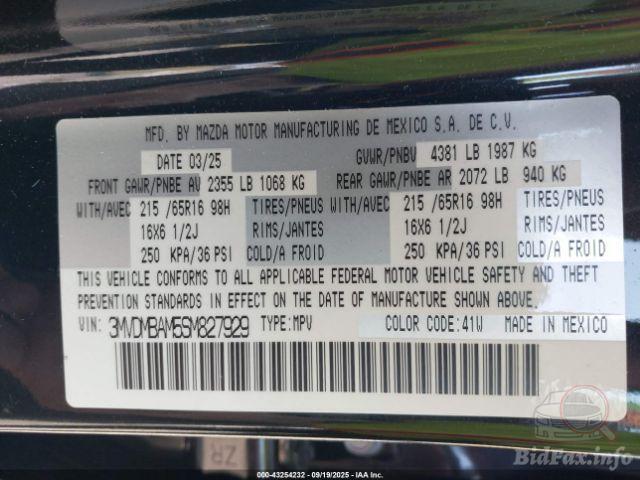 MFD. BY MAZDA MOTOR MANUFACTURING DE MEXICO S.A. DE C.V.
DATE 03/25 GVWR/PNBV 4381 LB 1987 KG
FRONT GAWR/PNBE AV 2355 LB 1068 KG REAR GAWR/PNBE AR 2072 LB 940 KG
WITH/AVEC 215 /65R16 98H TIRES/PNEUS WITH/AVEC 215 /65R16 98H TIRES/PNEUS
16X6 1/2J RIMS/JANTES 16X6 1/2J RIMS/JANTES
250 KPA/36 PSI COLD/A FROID 250 KPA/36 PSI COLD/A FROID
THIS VEHICLE CONFORMS TO ALL APPLICABLE FEDERAL MOTOR VEHICLE SAFETY AND THEFT
PREVENTION STANDARDS IN EFFECT ON THE DATE OF MANUFACTURE SHOWN ABOVE.
VIN: 3MVDMBAM5SM827929 TYPE:MPV COLOR CODE:41W MADE IN MEXICO
ZR
BidFax.info
000-43254232 - 09/19/2025 - IAA Inc.